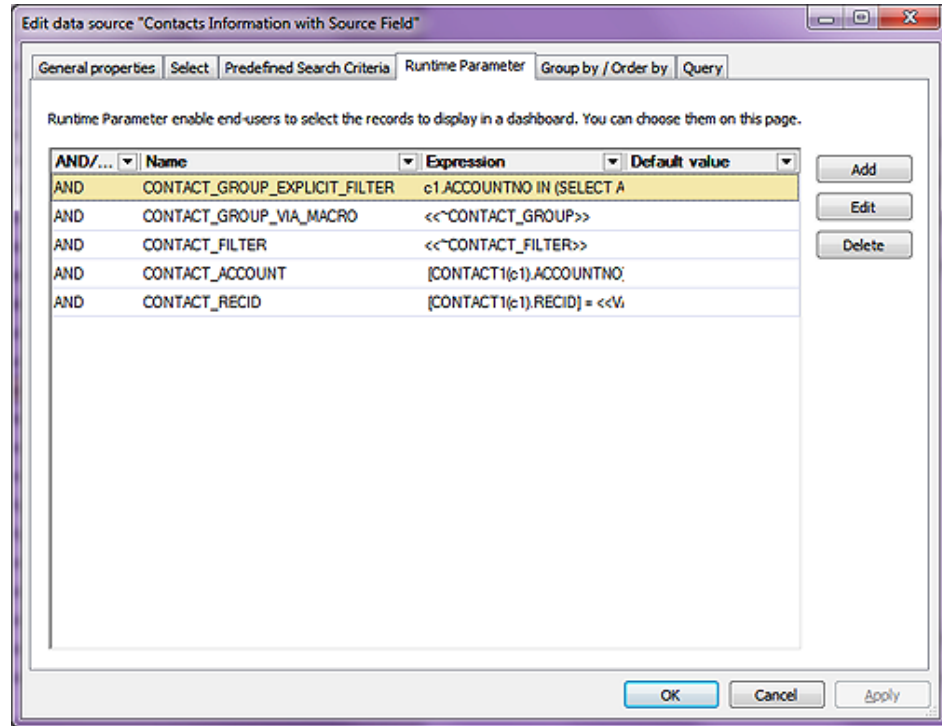 Edit data source "Contacts Information with Source Field"
General properties Select Predefined Search Criteria Runtime Parameter Group by / Order by Query
Runtime Parameter enable end-users to select the records to display in a dashboard. You can choose them on this page.
AND/... Name Expression Default value
AND CONTACT_GROUP_EXPLICIT_FILTER c1.ACCOUNTNO IN (SELECT A
AND CONTACT_GROUP_VIA_MACRO <<~CONTACT_GROUP>>
AND CONTACT_FILTER <<~CONTACT_FILTER>>
AND CONTACT_ACCOUNT [CONTACT1(c1).ACCOUNTNO]
AND CONTACT_RECID [CONTACT1(c1).RECID] = <<V
Add
Edit
Delete
OK Cancel Apply